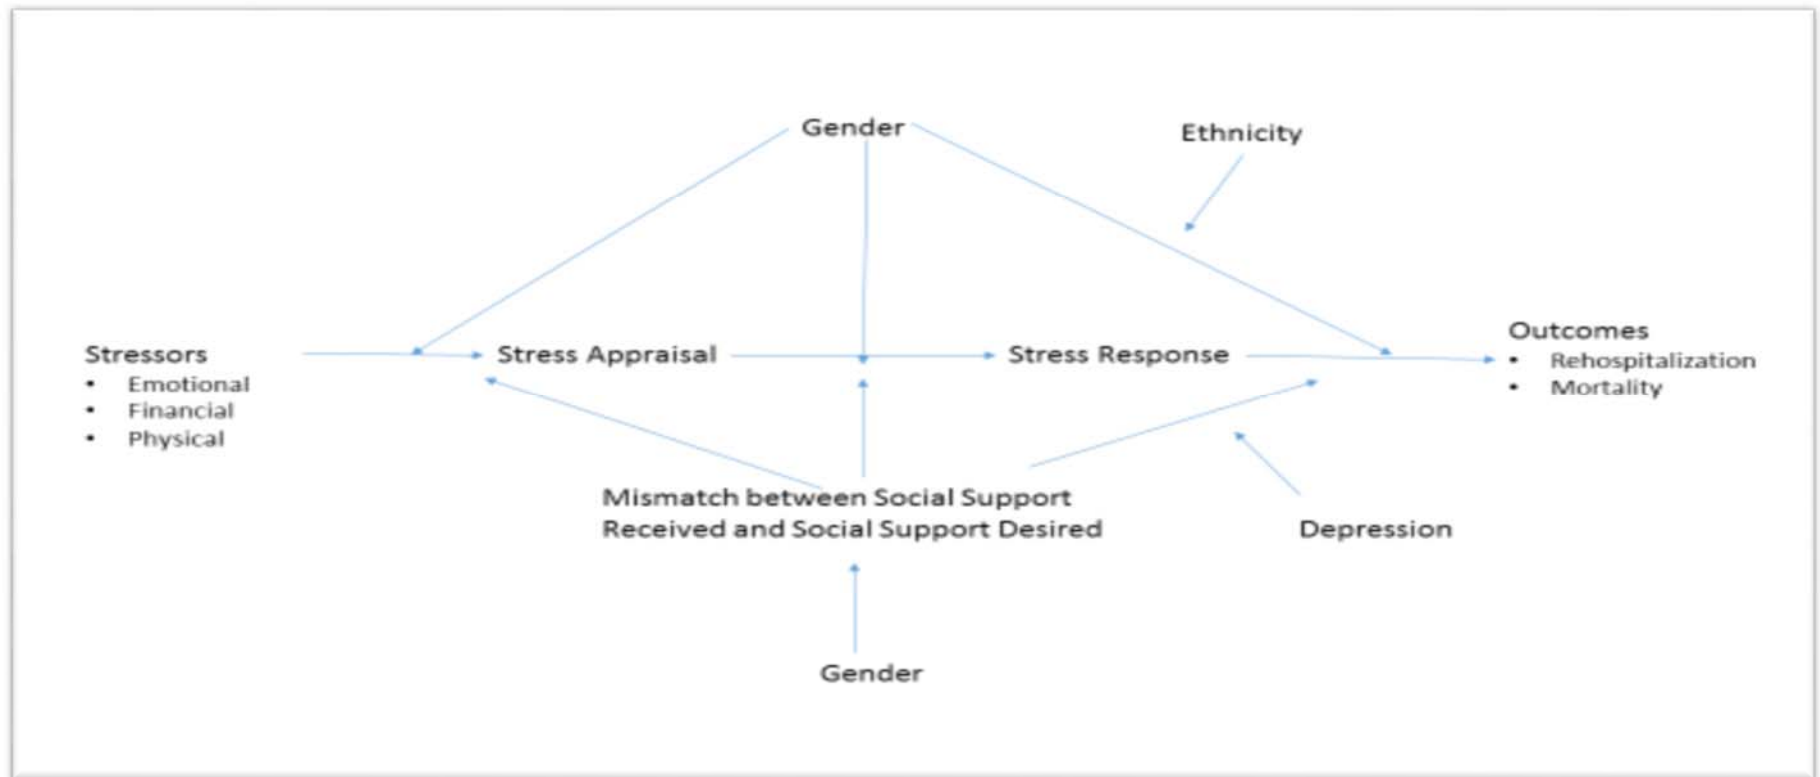 Gender
Ethnicity
Stressors
• Emotional
• Financial
• Physical
Stress Appraisal
Stress Response
Outcomes
• Rehospitalization
• Mortality
Mismatch between Social Support
Received and Social Support Desired
Depression
Gender